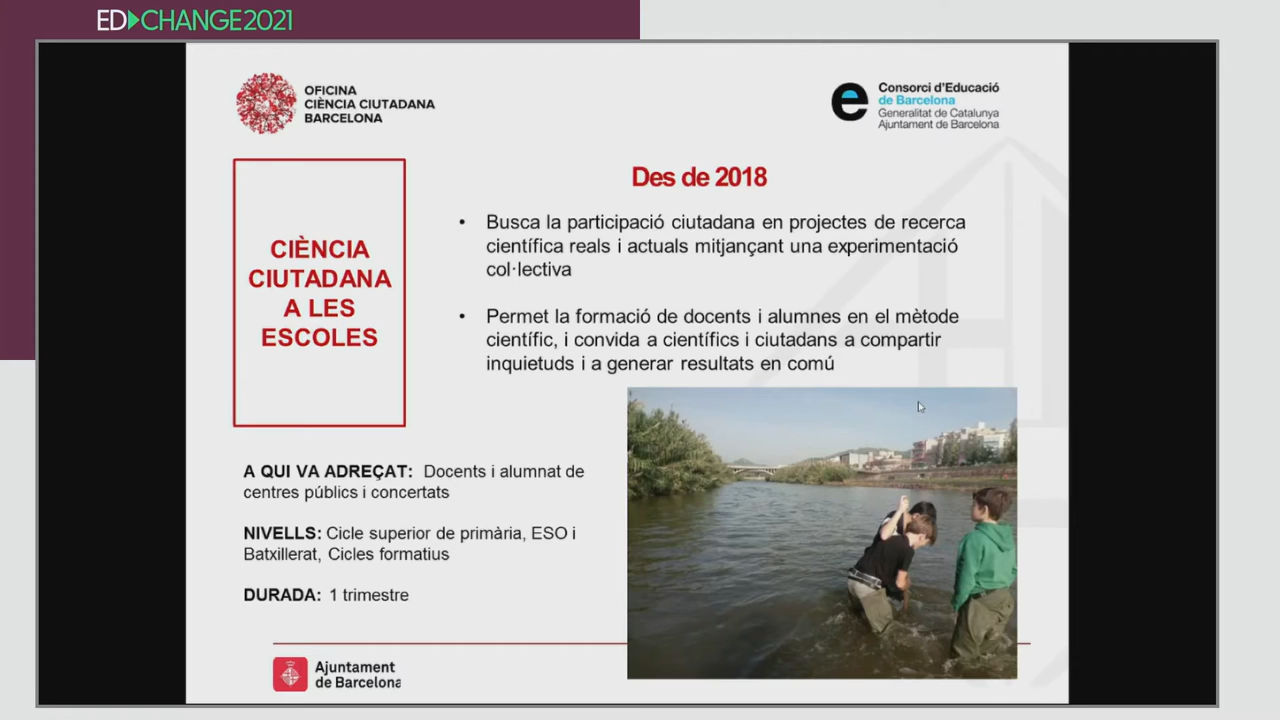 ED CHANGE2021
OFICINA
CIÈNCIA CIUTADANA
BARCELONA
Consorci d'Educació
de Barcelona
Generalitat de Catalunya
Ajuntament de Barcelona
CIÈNCIA
CIUTADANA
A LES
ESCOLES
Des de 2018
• Busca la participació ciutadana en projectes de recerca
científica reals i actuals mitjançant una experimentació
col·lectiva
• Permet la formació de docents i alumnes en el mètode
científic, i convida a científics i ciutadans a compartir
inquietuds i a generar resultats en comú
A QUI VA ADREÇAT: Docents i alumnat de
centres públics i concertats
NIVELLS: Cicle superior de primària, ESO i
Batxillerat, Cicles formatius
DURADA: 1 trimestre
Ajuntament
de Barcelona